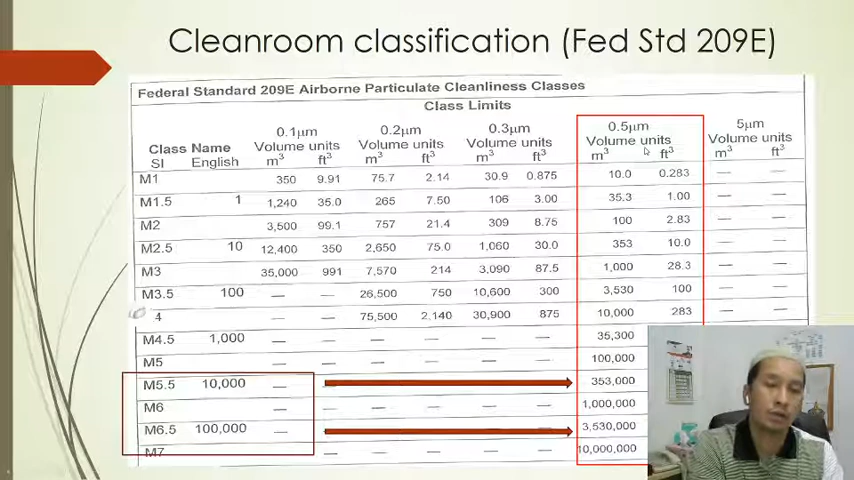 Cleanroom classification (Fed Std 209E)
Federal Standard 209E Airborne Particulate Cleanliness Classes
Class Limits
0.1μm 0.2μm 0.3μm 0.5μm 5μm
Class Name Volume units Volume units Volume units Volume units Volume units
SI English m³ ft³ m³ ft³ m³ ft³ m³ ft³ m³ ft³
M1 350 9.91 75.7 2.14 30.9 0.875 10.0 0.283 — —
M1.5 1 1,240 35.0 265 7.50 106 3.00 35.3 1.00 — —
M2 3,500 99.1 757 21.4 309 8.75 100 2.83 — —
M2.5 10 12,400 350 2,650 75.0 1,060 30.0 353 10.0 — —
M3 35,000 991 7,570 214 3,090 87.5 1,000 28.3 — —
M3.5 100 — — 26,500 750 10,600 300 3,530 100 — —
4 — — 75,500 2,140 30,900 875 10,000 283 — —
M4.5 1,000 — — — — — — 35,300
M5 — — — — — — 100,000
M5.5 10,000 — 353,000
M6 — — — — — — 1,000,000
M6.5 100,000 — 3,530,000
M7 — — — — — 10,000,000